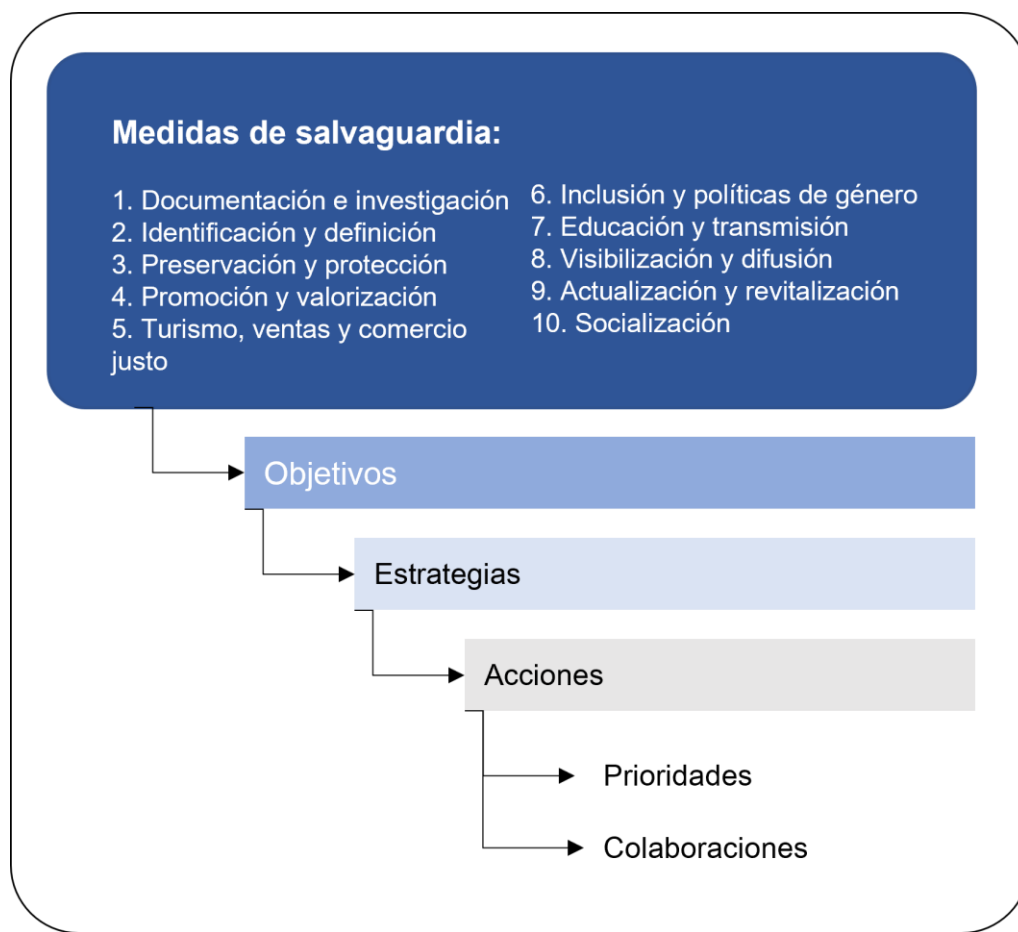 Medidas de salvaguardia:
1. Documentación e investigación
2. Identificación y definición
3. Preservación y protección
4. Promoción y valorización
5. Turismo, ventas y comercio
justo
6. Inclusión y políticas de género
7. Educación y transmisión
8. Visibilización y difusión
9. Actualización y revitalización
10. Socialización
Objetivos
Estrategias
Acciones
Prioridades
Colaboraciones